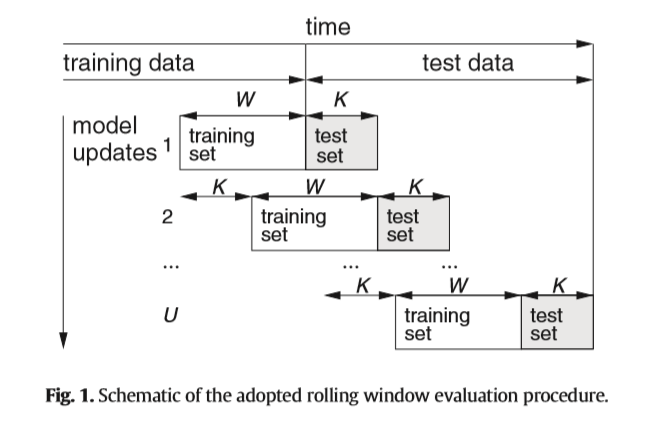 time
training data test data
W K
model
updates 1 training set test set
K W K
2 training set test set
... ... ...
K W K
U training set test set
Fig. 1. Schematic of the adopted rolling window evaluation procedure.